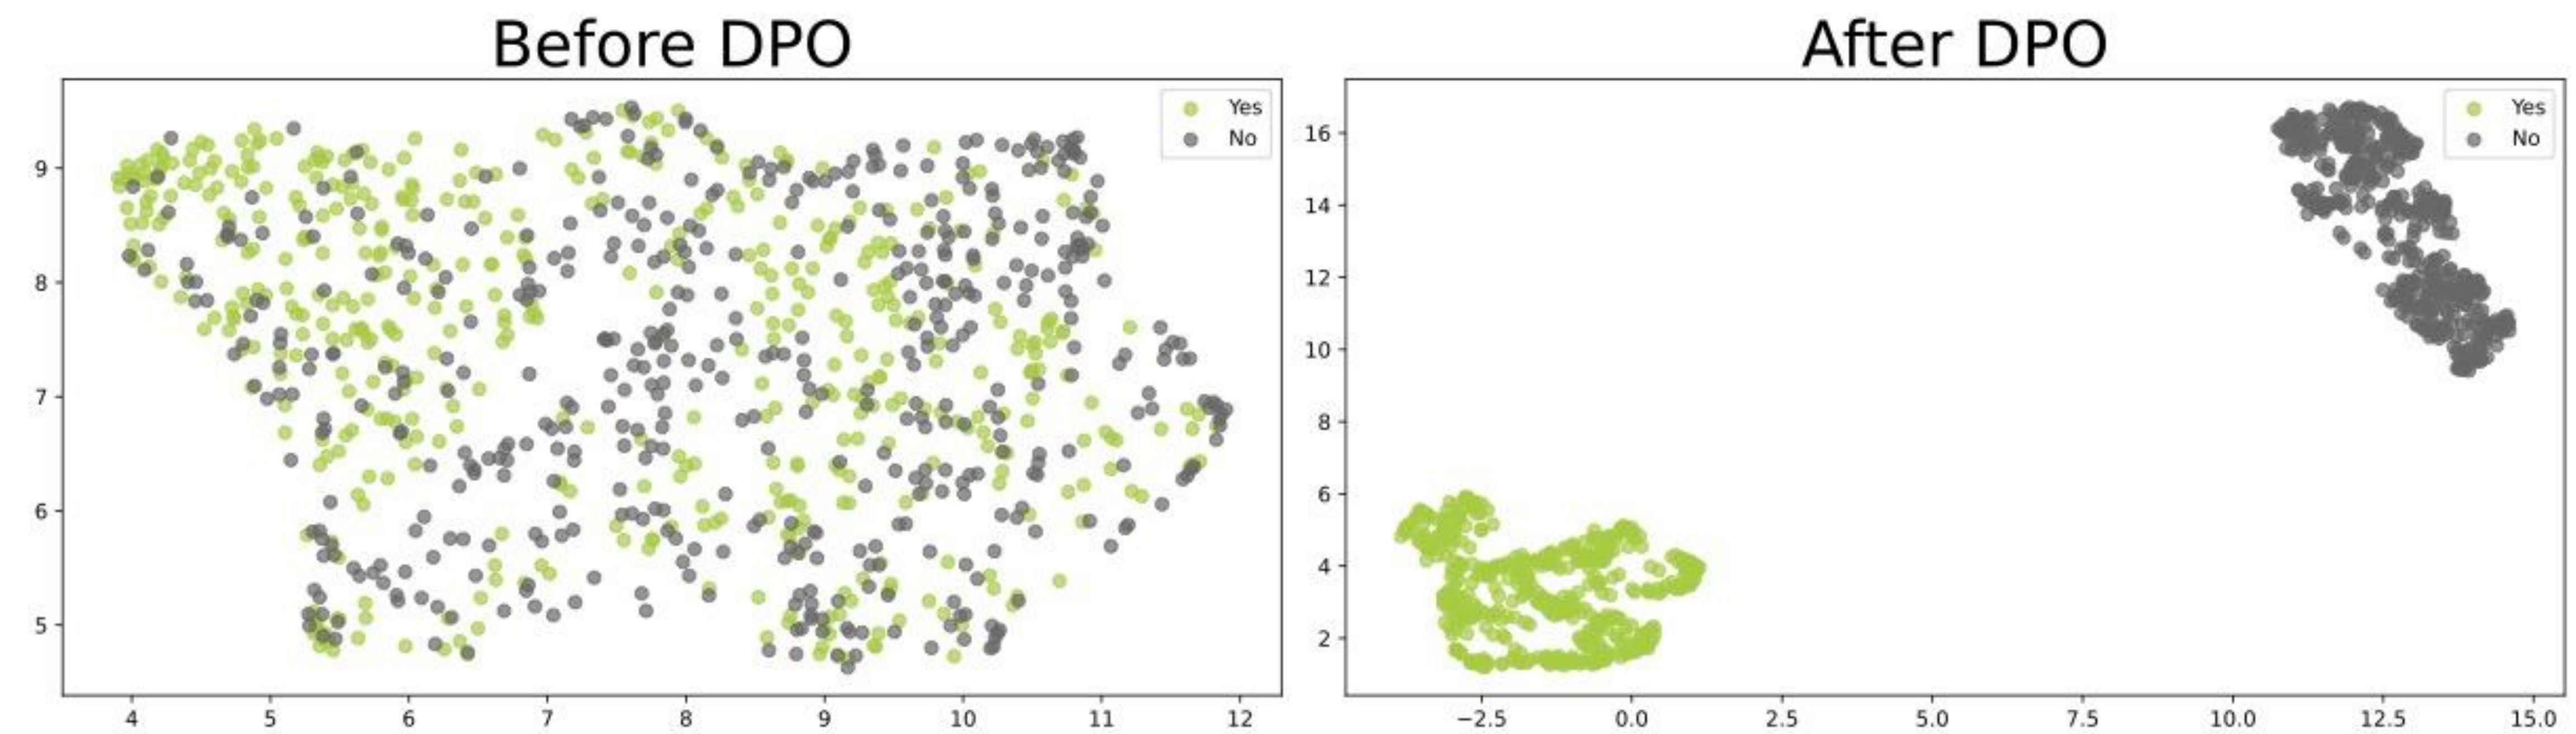 Before DPO
Yes
No
9
8
7
6
5
4 5 6 7 8 9 10 11 12
After DPO
Yes
No
16
14
12
10
8
6
4
2
−2.5 0.0 2.5 5.0 7.5 10.0 12.5 15.0